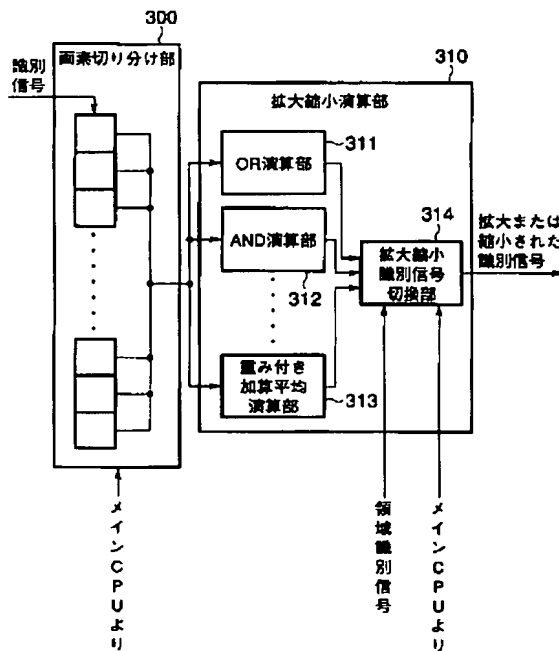 300
画素切り分け部
識別
信号
310
拡大縮小演算部
311
OR演算部
AND演算部
312
314
拡大縮小
識別信号
切換部
拡大または
縮小された
識別信号
重み付き
加算平均
演算部
313
メインCPUより
領域識別信号
メインCPUより